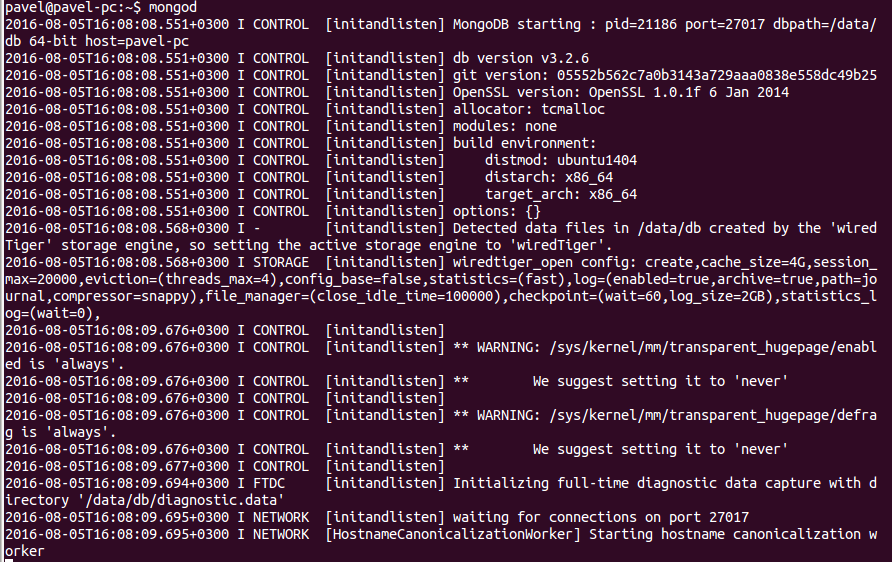 pavel@pavel-pc:~$ mongod
2016-08-05T16:08:08.551+0300 I CONTROL  [initandlisten] MongoDB starting : pid=21186 port=27017 dbpath=/data/
db 64-bit host=pavel-pc
2016-08-05T16:08:08.551+0300 I CONTROL  [initandlisten] db version v3.2.6
2016-08-05T16:08:08.551+0300 I CONTROL  [initandlisten] git version: 05552b562c7a0b3143a729aaa0838e558dc49b25
2016-08-05T16:08:08.551+0300 I CONTROL  [initandlisten] OpenSSL version: OpenSSL 1.0.1f 6 Jan 2014
2016-08-05T16:08:08.551+0300 I CONTROL  [initandlisten] allocator: tcmalloc
2016-08-05T16:08:08.551+0300 I CONTROL  [initandlisten] modules: none
2016-08-05T16:08:08.551+0300 I CONTROL  [initandlisten] build environment:
2016-08-05T16:08:08.551+0300 I CONTROL  [initandlisten]     distmod: ubuntu1404
2016-08-05T16:08:08.551+0300 I CONTROL  [initandlisten]     distarch: x86_64
2016-08-05T16:08:08.551+0300 I CONTROL  [initandlisten]     target_arch: x86_64
2016-08-05T16:08:08.551+0300 I CONTROL  [initandlisten] options: {}
2016-08-05T16:08:08.568+0300 I -        [initandlisten] Detected data files in /data/db created by the 'wired
Tiger' storage engine, so setting the active storage engine to 'wiredTiger'.
2016-08-05T16:08:08.568+0300 I STORAGE  [initandlisten] wiredtiger_open config: create,cache_size=4G,session_
max=20000,eviction=(threads_max=4),config_base=false,statistics=(fast),log=(enabled=true,archive=true,path=jo
urnal,compressor=snappy),file_manager=(close_idle_time=100000),checkpoint=(wait=60,log_size=2GB),statistics_l
og=(wait=0),
2016-08-05T16:08:09.676+0300 I CONTROL  [initandlisten]
2016-08-05T16:08:09.676+0300 I CONTROL  [initandlisten] ** WARNING: /sys/kernel/mm/transparent_hugepage/enabl
ed is 'always'.
2016-08-05T16:08:09.676+0300 I CONTROL  [initandlisten] **        We suggest setting it to 'never'
2016-08-05T16:08:09.676+0300 I CONTROL  [initandlisten]
2016-08-05T16:08:09.676+0300 I CONTROL  [initandlisten] ** WARNING: /sys/kernel/mm/transparent_hugepage/defra
g is 'always'.
2016-08-05T16:08:09.676+0300 I CONTROL  [initandlisten] **        We suggest setting it to 'never'
2016-08-05T16:08:09.677+0300 I CONTROL  [initandlisten]
2016-08-05T16:08:09.694+0300 I FTDC     [initandlisten] Initializing full-time diagnostic data capture with d
irectory '/data/db/diagnostic.data'
2016-08-05T16:08:09.695+0300 I NETWORK  [initandlisten] waiting for connections on port 27017
2016-08-05T16:08:09.695+0300 I NETWORK  [HostnameCanonicalizationWorker] Starting hostname canonicalization w
orker